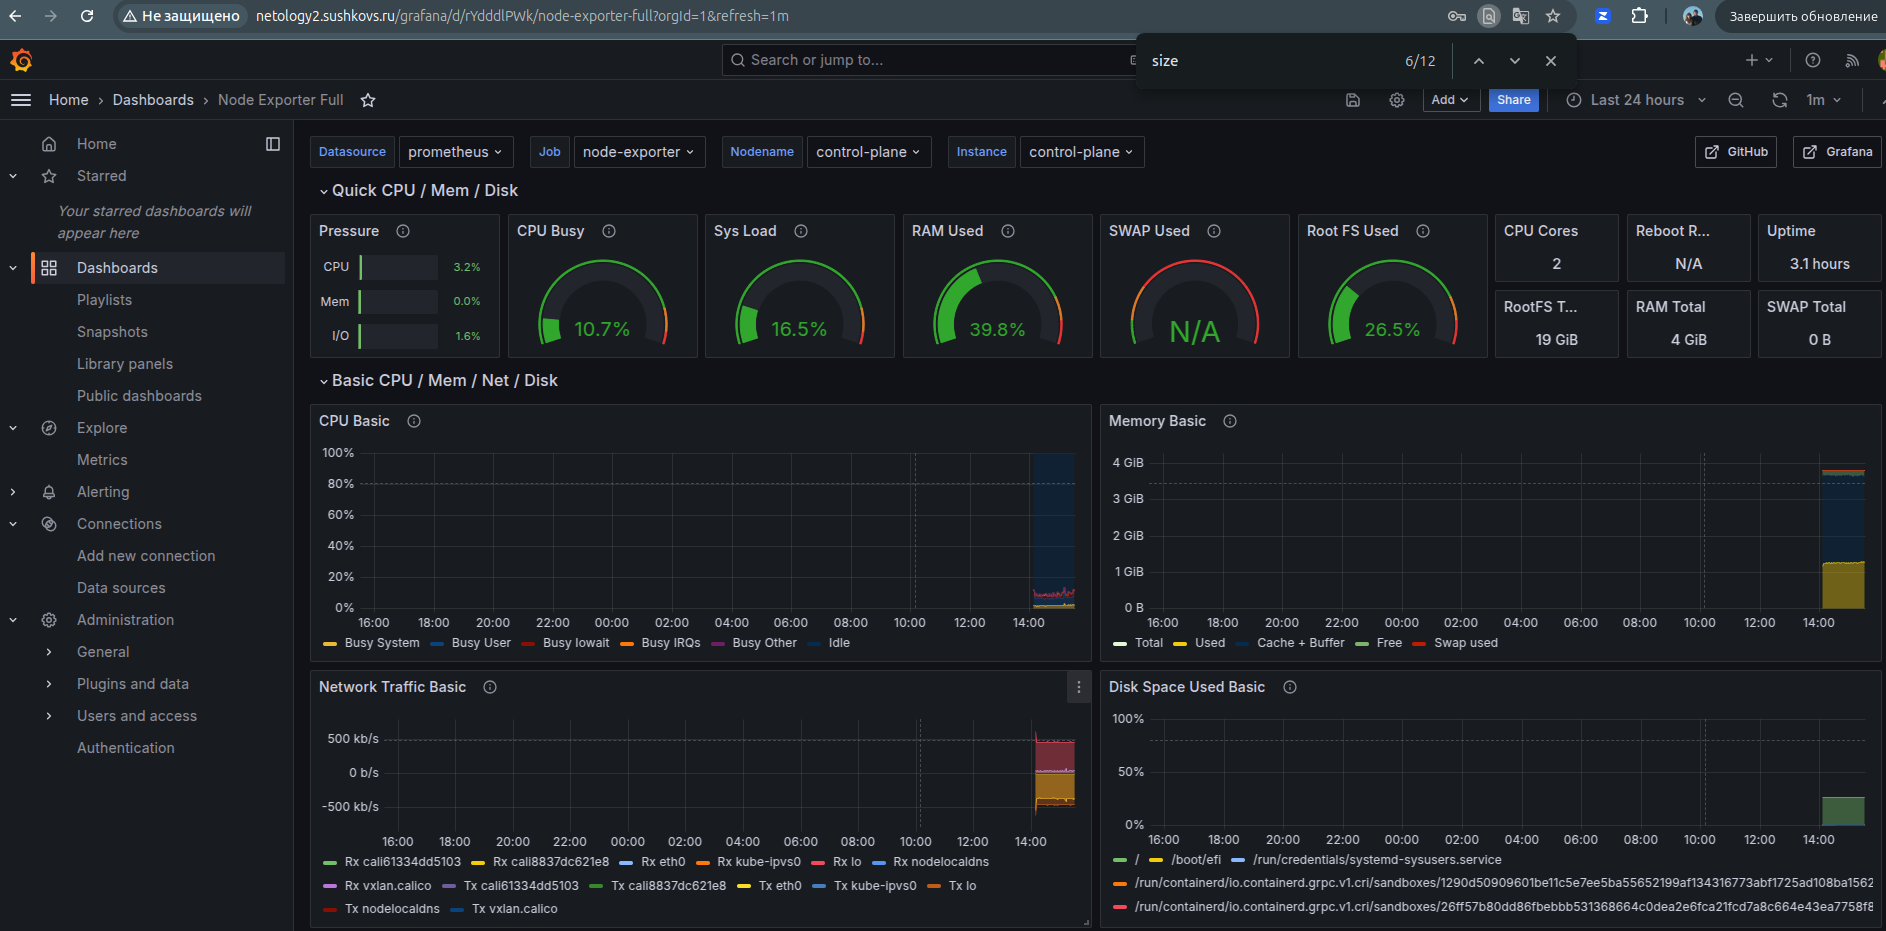 Не защищено netology2.sushkovs.ru/grafana/d/rYdddlPWk/node-exporter-full?orgId=1&refresh=1m Завершить обновление
size 6/12
Search or jump to...
Home › Dashboards › Node Exporter Full Add Share Last 24 hours 1m
Home
Starred
Your starred dashboards will
appear here
Dashboards
Playlists
Snapshots
Library panels
Public dashboards
Explore
Metrics
Alerting
Connections
Add new connection
Data sources
Administration
General
Plugins and data
Users and access
Authentication
Datasource prometheus Job node-exporter Nodename control-plane Instance control-plane GitHub Grafana
Quick CPU / Mem / Disk
Pressure
CPU 3.2%
Mem 0.0%
I/O 1.6%
CPU Busy
10.7%
Sys Load
16.5%
RAM Used
39.8%
SWAP Used
N/A
Root FS Used
26.5%
CPU Cores
2
Reboot R...
N/A
Uptime
3.1 hours
RootFS T...
19 GiB
RAM Total
4 GiB
SWAP Total
0 B
Basic CPU / Mem / Net / Disk
CPU Basic
100%
80%
60%
40%
20%
0%
16:00 18:00 20:00 22:00 00:00 02:00 04:00 06:00 08:00 10:00 12:00 14:00
Busy System Busy User Busy Iowait Busy IRQs Busy Other Idle
Memory Basic
4 GiB
3 GiB
2 GiB
1 GiB
0 B
16:00 18:00 20:00 22:00 00:00 02:00 04:00 06:00 08:00 10:00 12:00 14:00
Total Used Cache + Buffer Free Swap used
Network Traffic Basic
500 kb/s
0 b/s
-500 kb/s
16:00 18:00 20:00 22:00 00:00 02:00 04:00 06:00 08:00 10:00 12:00 14:00
Rx cali61334dd5103 Rx cali8837dc621e8 Rx eth0 Rx kube-ipvs0 Rx lo Rx nodelocaldns
Rx vxlan.calico Tx cali61334dd5103 Tx cali8837dc621e8 Tx eth0 Tx kube-ipvs0 Tx lo
Tx nodelocaldns Tx vxlan.calico
Disk Space Used Basic
100%
50%
0%
16:00 18:00 20:00 22:00 00:00 02:00 04:00 06:00 08:00 10:00 12:00 14:00
/ /boot/efi /run/credentials/systemd-sysusers.service
/run/containerd/io.containerd.grpc.v1.cri/sandboxes/1290d50909601be11c5e7ee5ba55652199af134316773abf1725ad108ba1562
/run/containerd/io.containerd.grpc.v1.cri/sandboxes/26ff57b80dd86fbebbb531368664c0dea2e6fca21fcd7a8c664e43ea7758f8